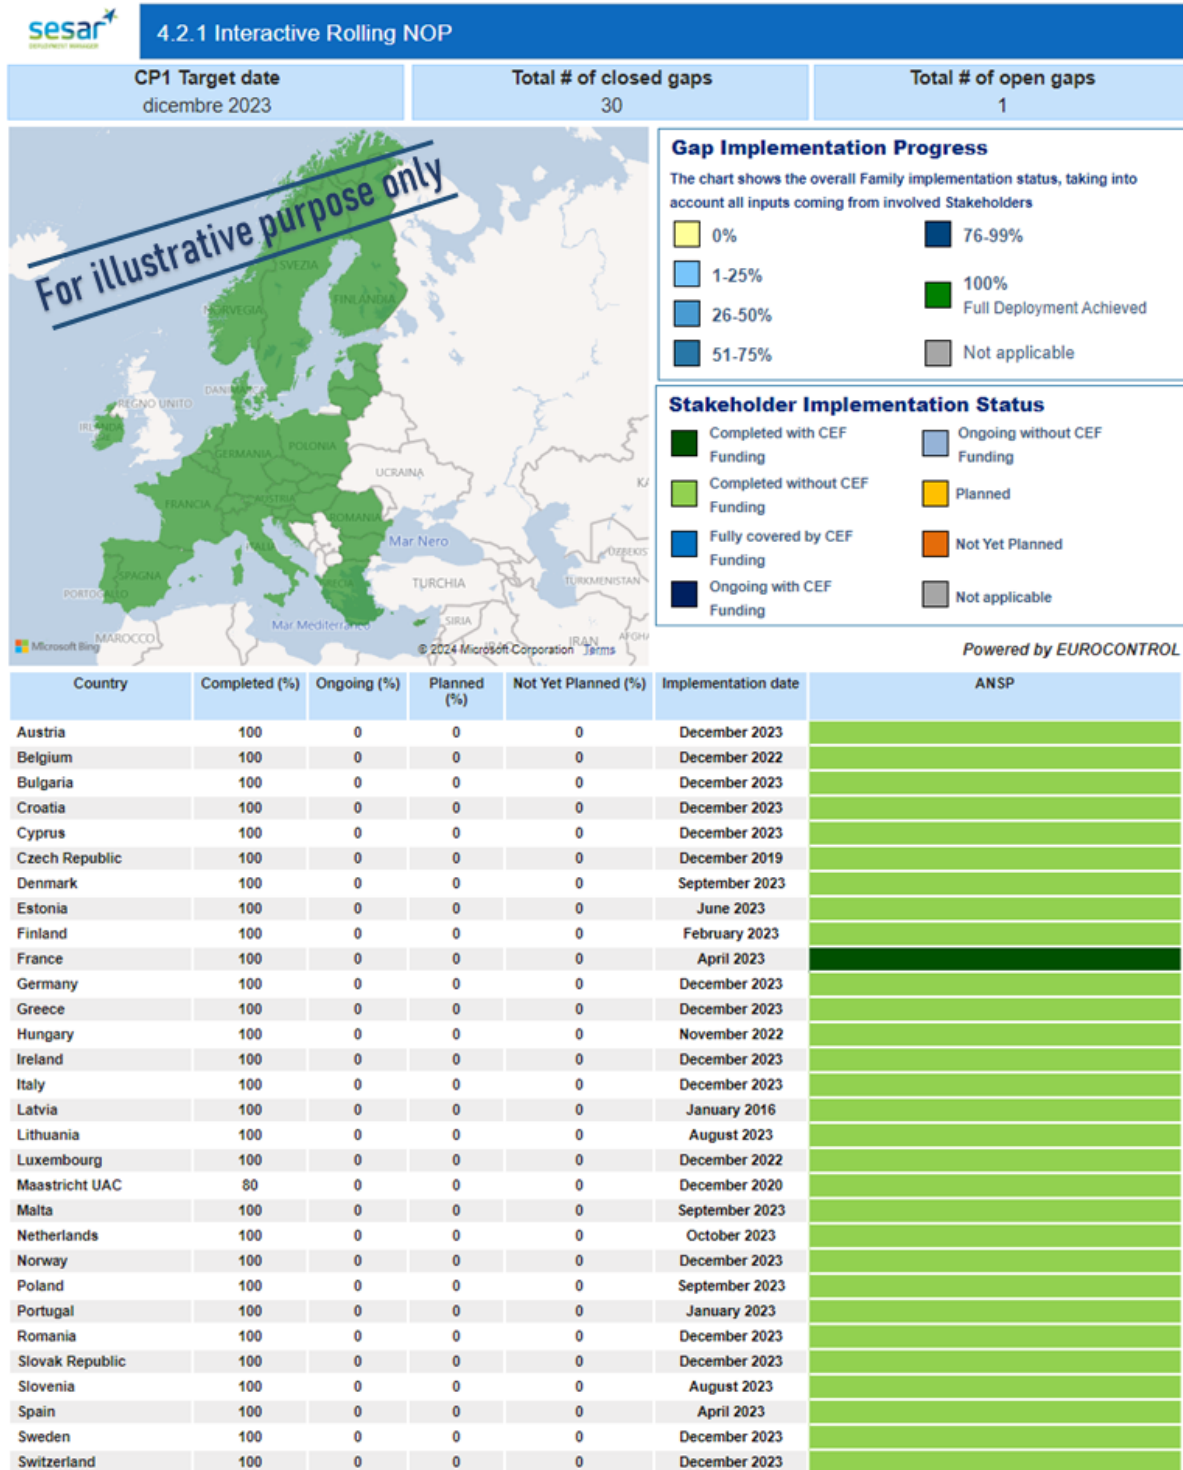 sesar
DEPLOYMENT MANAGER
4.2.1 Interactive Rolling NOP
CP1 Target date
dicembre 2023
Total # of closed gaps
30
Total # of open gaps
1
For illustrative purpose only
SVEZIA
NORVEGIA
FINLANDIA
DANIMARCA
REGNO UNITO
IRLANDA
POLONIA
GERMANIA
UCRAINA
FRANCIA
AUSTRIA
ROMANIA
ITALIA
Mar Nero
SPAGNA
PORTOGALLO
GRECIA
TURCHIA
TURKMENISTAN
UZBEKIS
KA
SIRIA
Mar Mediterraneo
MAROCCO
IRAQ
IRAN
AFGHA
Microsoft Bing
© 2024 Microsoft Corporation Terms
Gap Implementation Progress
The chart shows the overall Family implementation status, taking into
account all inputs coming from involved Stakeholders
0%
1-25%
26-50%
51-75%
76-99%
100%
Full Deployment Achieved
Not applicable
Stakeholder Implementation Status
Completed with CEF
Funding
Completed without CEF
Funding
Fully covered by CEF
Funding
Ongoing with CEF
Funding
Ongoing without CEF
Funding
Planned
Not Yet Planned
Not applicable
Powered by EUROCONTROL
Country Completed (%) Ongoing (%) Planned (%) Not Yet Planned (%) Implementation date ANSP
Austria 100 0 0 0 December 2023
Belgium 100 0 0 0 December 2022
Bulgaria 100 0 0 0 December 2023
Croatia 100 0 0 0 December 2023
Cyprus 100 0 0 0 December 2023
Czech Republic 100 0 0 0 December 2019
Denmark 100 0 0 0 September 2023
Estonia 100 0 0 0 June 2023
Finland 100 0 0 0 February 2023
France 100 0 0 0 April 2023
Germany 100 0 0 0 December 2023
Greece 100 0 0 0 December 2023
Hungary 100 0 0 0 November 2022
Ireland 100 0 0 0 December 2023
Italy 100 0 0 0 December 2023
Latvia 100 0 0 0 January 2016
Lithuania 100 0 0 0 August 2023
Luxembourg 100 0 0 0 December 2022
Maastricht UAC 80 0 0 0 December 2020
Malta 100 0 0 0 September 2023
Netherlands 100 0 0 0 October 2023
Norway 100 0 0 0 December 2023
Poland 100 0 0 0 September 2023
Portugal 100 0 0 0 January 2023
Romania 100 0 0 0 December 2023
Slovak Republic 100 0 0 0 December 2023
Slovenia 100 0 0 0 August 2023
Spain 100 0 0 0 April 2023
Sweden 100 0 0 0 December 2023
Switzerland 100 0 0 0 December 2023